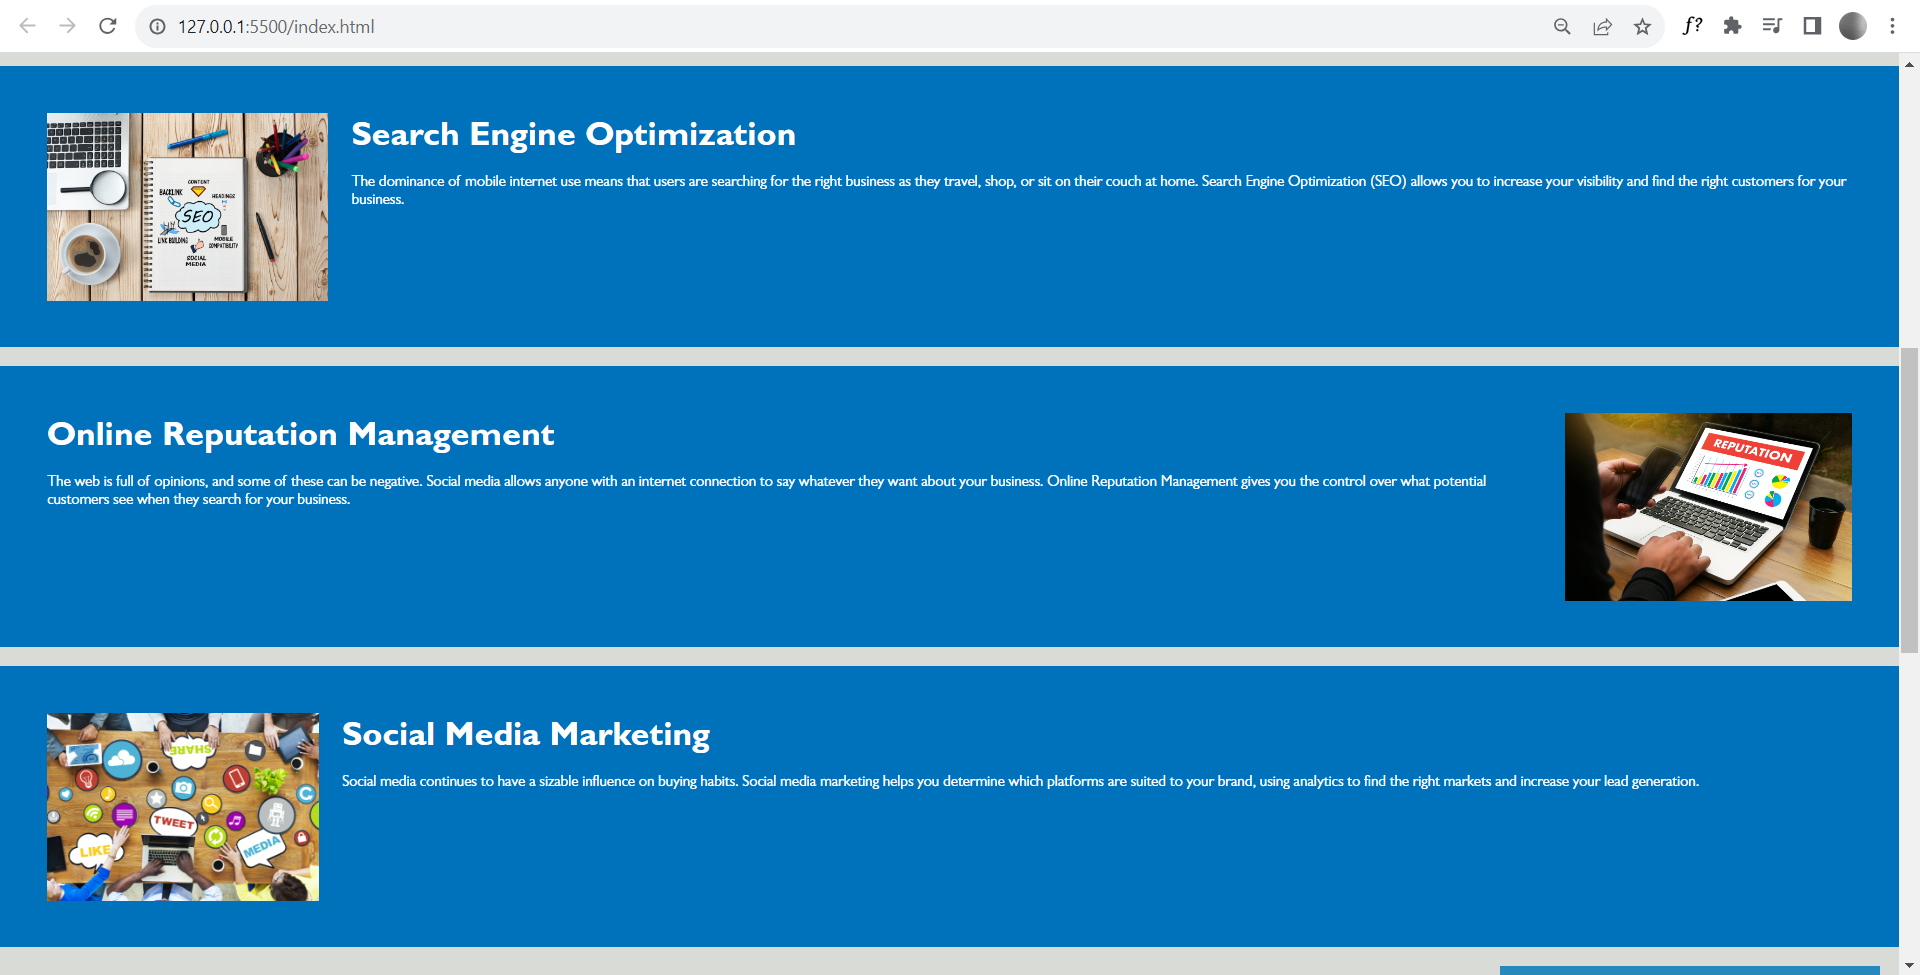 127.0.0.1:5500/index.html
f?
Search Engine Optimization
The dominance of mobile internet use means that users are searching for the right business as they travel, shop, or sit on their couch at home. Search Engine Optimization (SEO) allows you to increase your visibility and find the right customers for your
business.
CONTENT
BACKLINK
HEADINGS
SEO
LINK BUILDING
MOBILE
COMPATIBILITY
SOCIAL
MEDIA
Online Reputation Management
The web is full of opinions, and some of these can be negative. Social media allows anyone with an internet connection to say whatever they want about your business. Online Reputation Management gives you the control over what potential
customers see when they search for your business.
REPUTATION
Social Media Marketing
Social media continues to have a sizable influence on buying habits. Social media marketing helps you determine which platforms are suited to your brand, using analytics to find the right markets and increase your lead generation.
SHARE
TWEET
LIKE
MEDIA